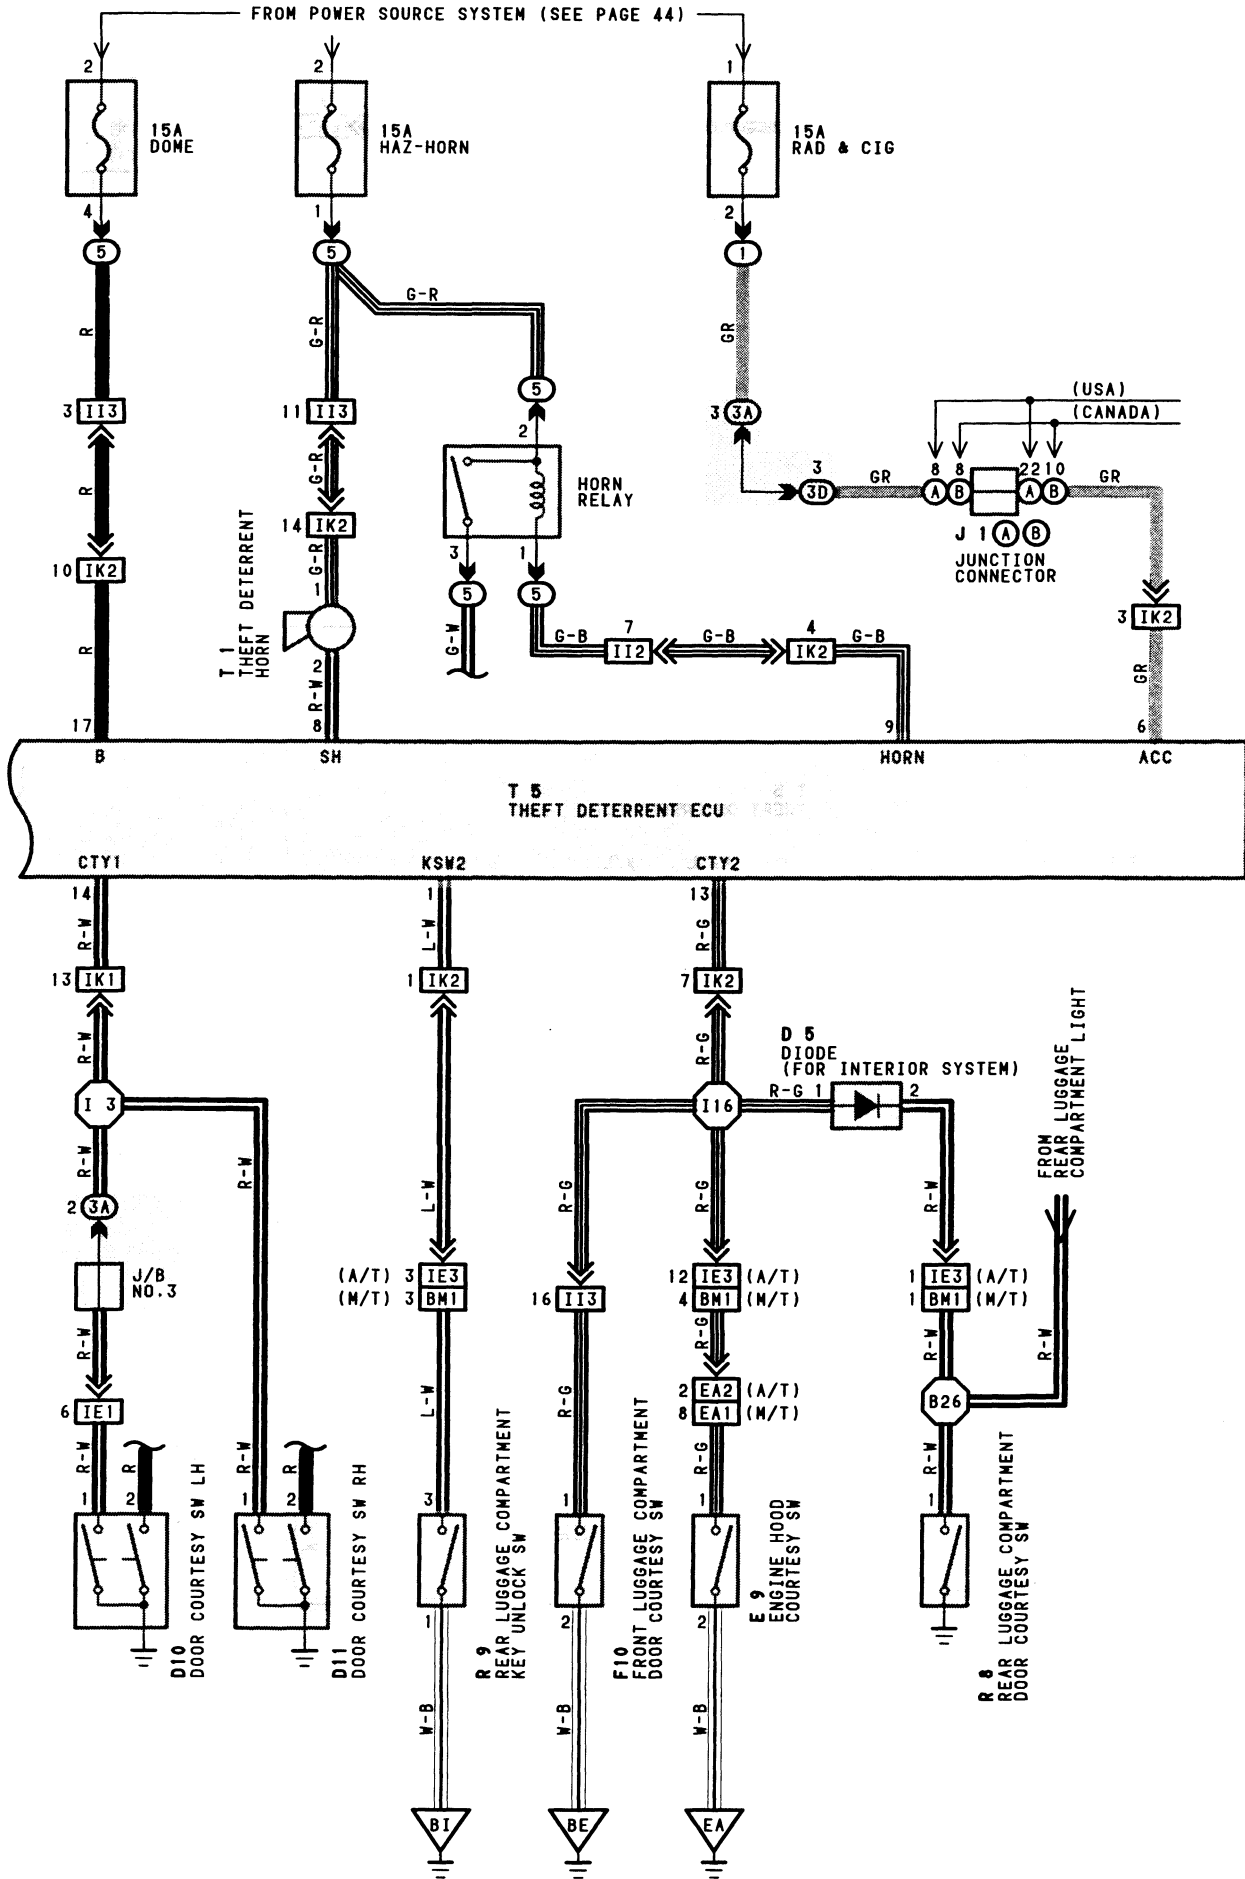 FROM POWER SOURCE SYSTEM (SEE PAGE 44)
2
2
1
15A
DOME
15A
HAZ-HORN
15A
RAD & CIG
4
1
2
5
5
1
R
G-R
G-R
GR
3 II3
11 II3
5
3 3A
(USA)
(CANADA)
2
R
G-R
HORN
RELAY
3
3D
GR
8 8
A B
22 10
A B
GR
14 IK2
J 1 A B
JUNCTION
CONNECTOR
10 IK2
G-R
1
3
1
5
5
T 1
THEFT DETERRENT
HORN
3 IK2
R
2
R-W
G-W
G-B
7
II2
G-B
4
IK2
G-B
GR
17
8
9
6
B
SH
HORN
ACC
T 5
THEFT DETERRENT ECU
CTY1
KSW2
CTY2
14
1
13
R-W
L-W
R-G
13 IK1
1 IK2
7 IK2
R-W
R-G
D 5
DIODE
(FOR INTERIOR SYSTEM)
I 3
I16
R-G 1
2
FROM
REAR LUGGAGE
COMPARTMENT LIGHT
R-W
R-W
L-W
R-G
R-G
R-W
2 3A
J/B
NO.3
(A/T) 3 IE3
(M/T) 3 BM1
16 II3
12 IE3 (A/T)
4 BM1 (M/T)
1 IE3 (A/T)
1 BM1 (M/T)
R-W
R-G
R-W
R-W
6 IE1
L-W
R-G
2 EA2 (A/T)
8 EA1 (M/T)
B26
R-W
R
R-W
R
R-G
R-W
1
2
1
2
3
1
1
1
D10
DOOR COURTESY SW LH
D11
DOOR COURTESY SW RH
R 9
REAR LUGGAGE COMPARTMENT
KEY UNLOCK SW
F10
FRONT LUGGAGE COMPARTMENT
DOOR COURTESY SW
E 9
ENGINE HOOD
COURTESY SW
R 8
REAR LUGGAGE COMPARTMENT
DOOR COURTESY SW
1
2
2
W-B
W-B
W-B
BI
BE
EA